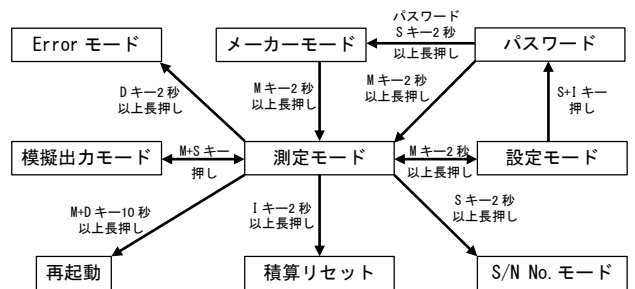 パスワード
Error モード
メーカーモード
S キー2 秒
以上長押し
パスワード
D キー2 秒
以上長押し
M キー2 秒
以上長押し
M キー2 秒
以上長押し
S+I キー
押し
模擬出力モード
M+S キー
押し
測定モード
M キー2 秒
以上長押し
設定モード
M+D キー10 秒
以上長押し
I キー2 秒
以上長押し
S キー2 秒
以上長押し
再起動
積算リセット
S/N No. モード